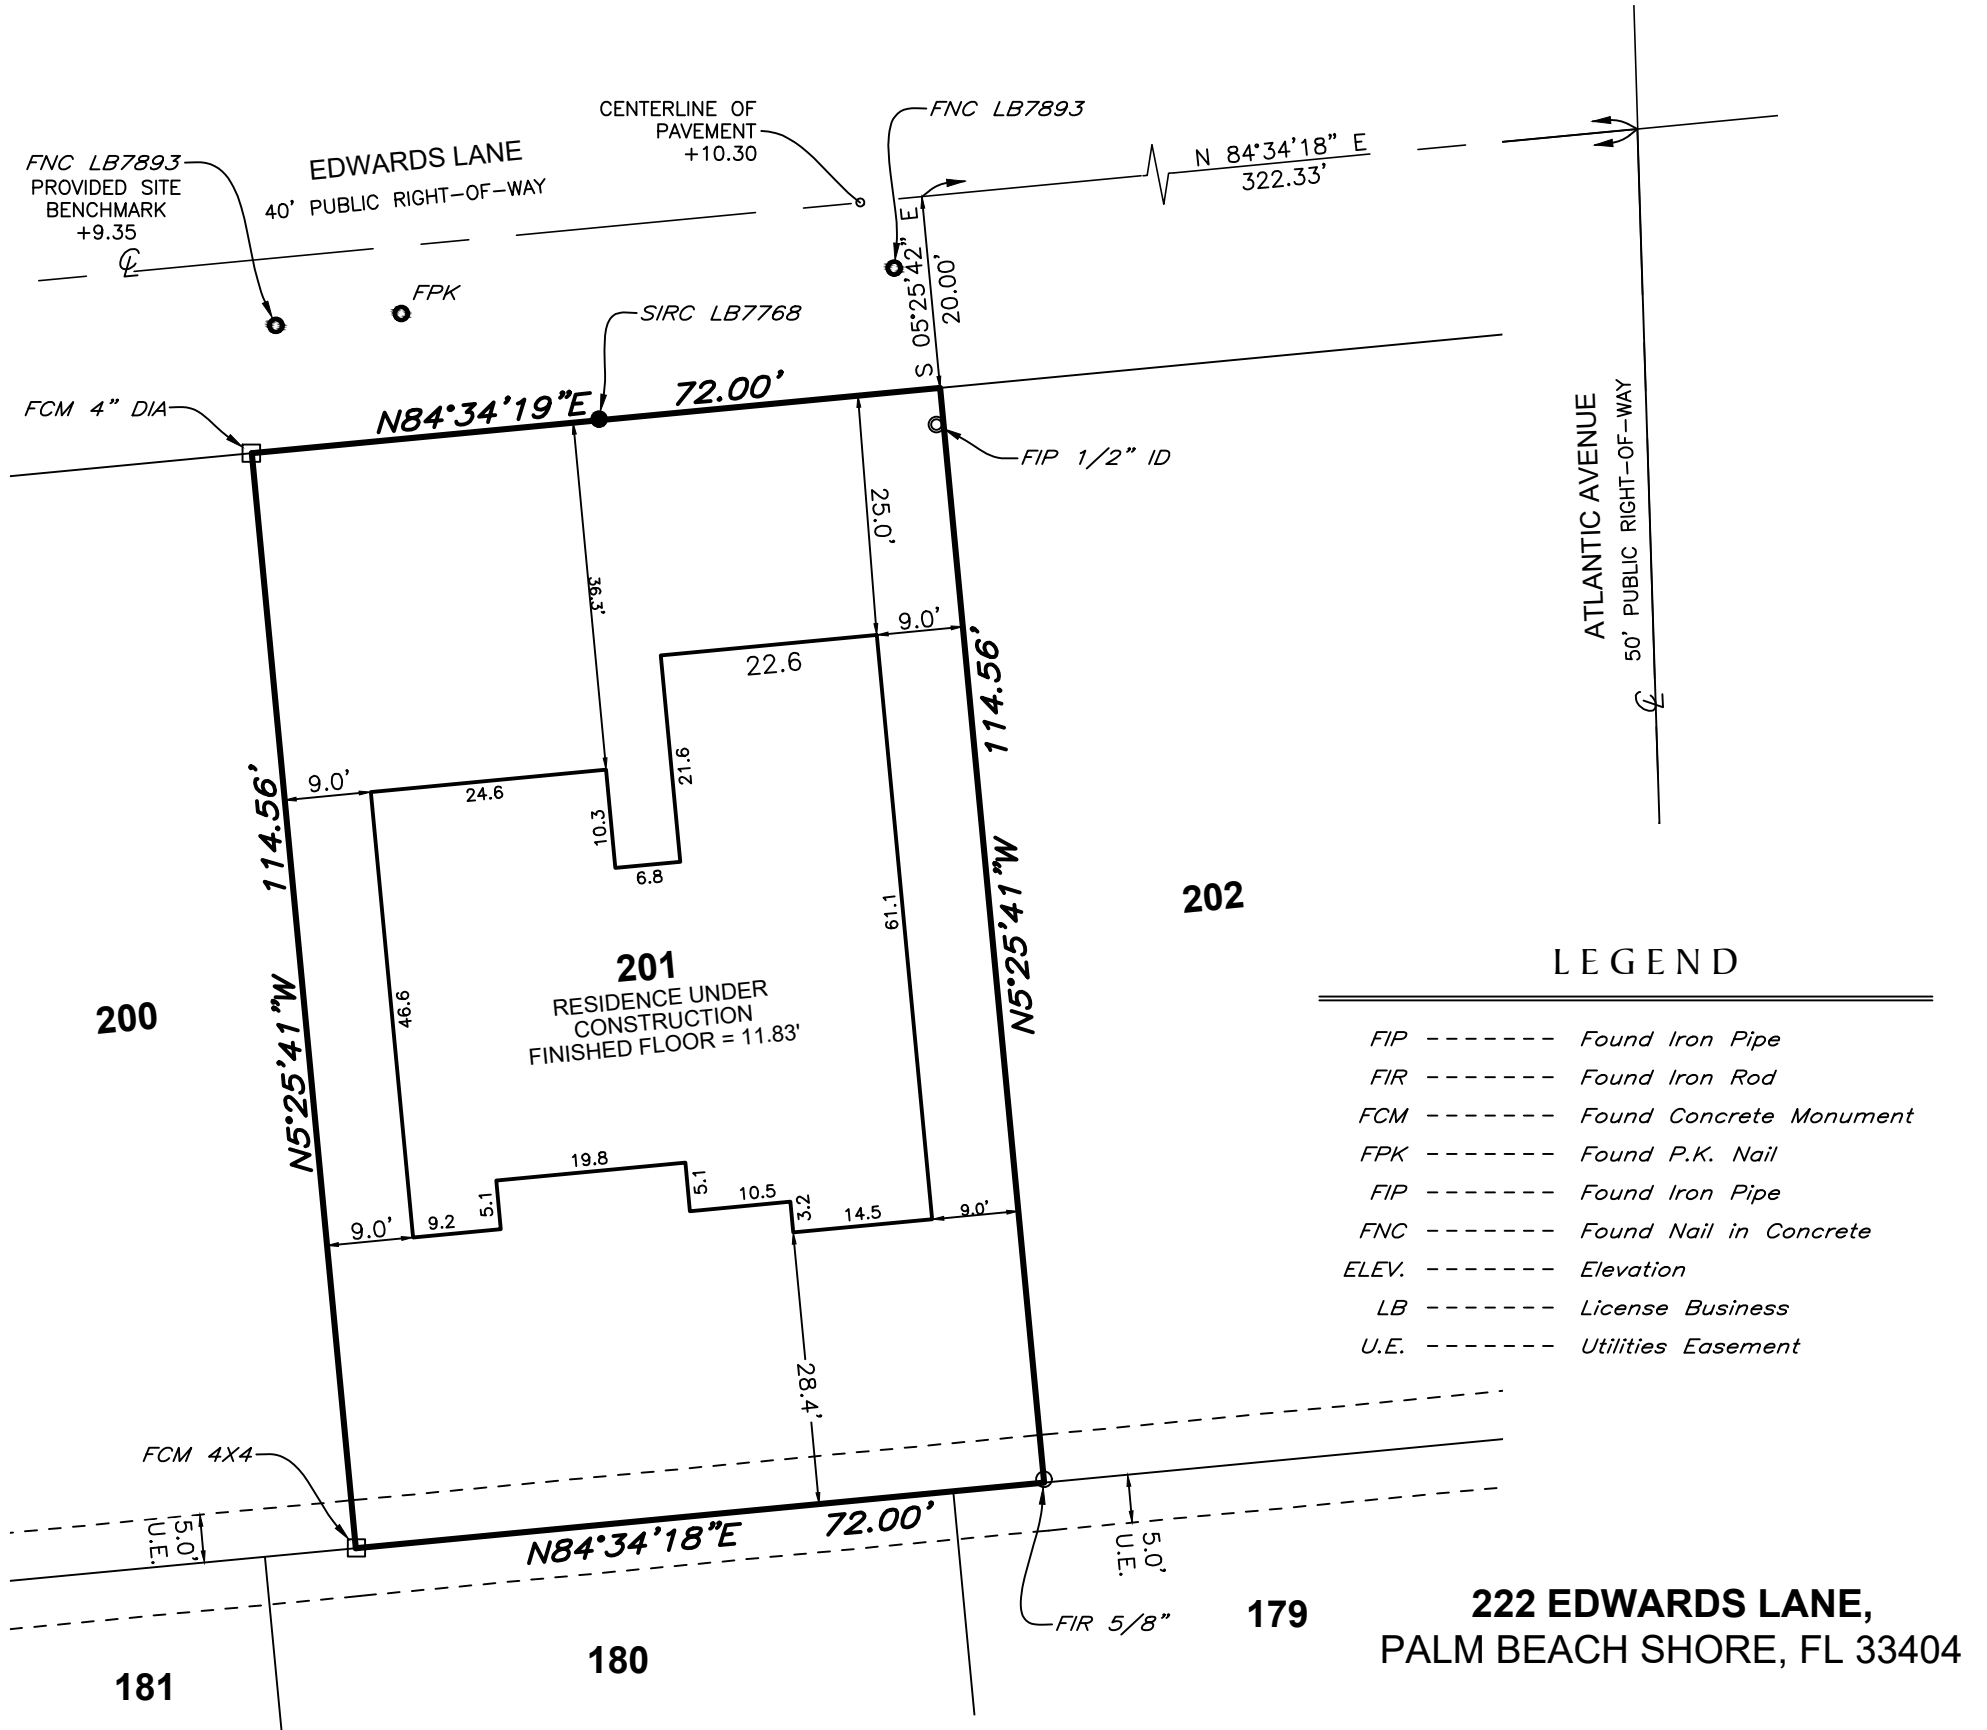 CENTERLINE OF
PAVEMENT
+10.30
FNC LB7893
FNC LB7893
PROVIDED SITE
BENCHMARK
+9.35
EDWARDS LANE
40' PUBLIC RIGHT-OF-WAY
N 84°34'18" E
322.33'
S 05°25'42" E
20.00'
FPK
SIRC LB7768
FCM 4" DIA
N84°34'19"E
72.00'
FIP 1/2" ID
ATLANTIC AVENUE
50' PUBLIC RIGHT-OF-WAY
36.3'
25.0'
9.0'
22.6
114.56'
N5°25'41"W
114.56'
N5°25'41"W
9.0'
24.6
21.6
10.3
6.8
61.1
46.6
200
201
RESIDENCE UNDER
CONSTRUCTION
FINISHED FLOOR = 11.83'
202
19.8
5.1
5.1
10.5
3.2
14.5
9.0'
9.0'
9.2
28.4'
LEGEND
FIP ------- Found Iron Pipe
FIR ------- Found Iron Rod
FCM ------- Found Concrete Monument
FPK ------- Found P.K. Nail
FIP ------- Found Iron Pipe
FNC ------- Found Nail in Concrete
ELEV. ------- Elevation
LB ------- License Business
U.E. ------- Utilities Easement
FCM 4X4
5.0'
U.E.
N84°34'18"E
72.00'
5.0'
U.E.
FIR 5/8"
179
180
181
222 EDWARDS LANE,
PALM BEACH SHORE, FL 33404